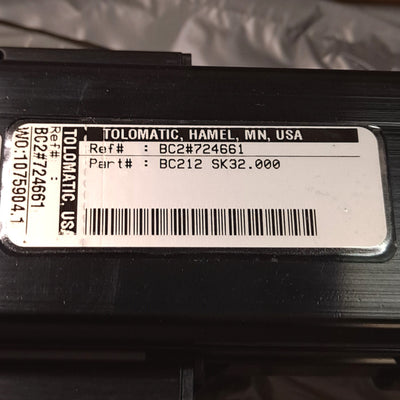 TOLOMATIC, HAMEL, MN, USA
Ref# : BC2#724661
Part# : BC212 SK32.000
TOLOMATIC, USA
Ref# :
BC2#724661
WO:1075904.1